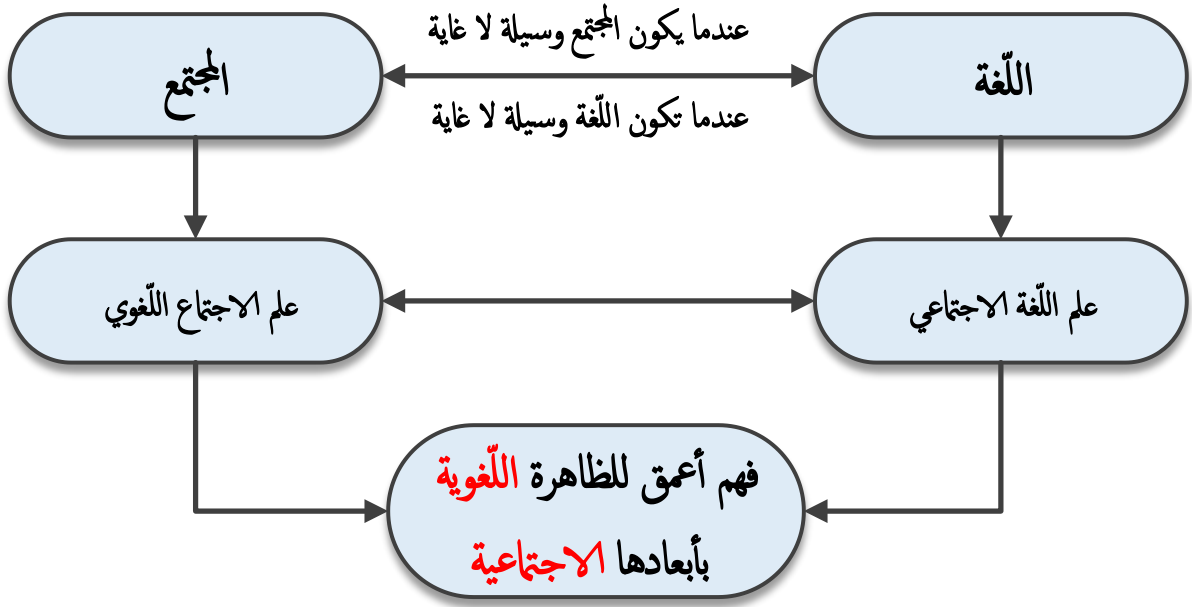 اللّغة
عندما يكون المجتمع وسيلة لا غاية
المجتمع
عندما تكون اللّغة وسيلة لا غاية
علم اللّغة الاجتماعي
علم الاجتماع اللّغوي
فهم أعمق للظاهرة اللّغوية
بأبعادها الاجتماعية